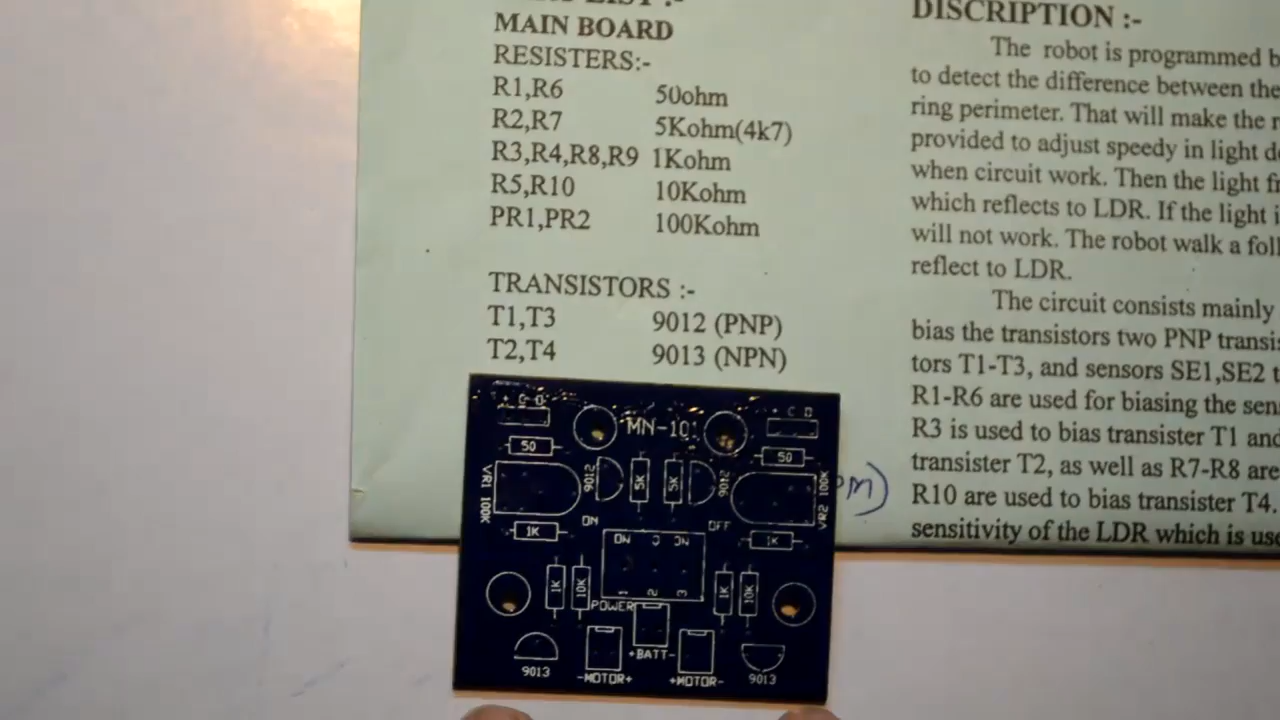 MAIN BOARD
RESISTERS:-
R1,R6 50ohm
R2,R7 5Kohm(4k7)
R3,R4,R8,R9 1Kohm
R5,R10 10Kohm
PR1,PR2 100Kohm
TRANSISTORS :-
T1,T3 9012 (PNP)
T2,T4 9013 (NPN)
DISCRIPTION :-
The robot is programmed b
to detect the difference between the
ring perimeter. That will make the
provided to adjust speedy in light
when circuit work. Then the light
which reflects to LDR. If the light
will not work. The robot walk a
reflect to LDR.
The circuit consists mainly
bias the transistors two PNP
tors T1-T3, and sensors SE1,SE2
R1-R6 are used for biasing the
R3 is used to bias transister T1 and
transister T2, as well as R7-R8 are
R10 are used to bias transister T4.
sensitivity of the LDR which is
MN-101
50 50
VR1 100K 9012 5K 5K 9012 VR2 100K
1K ON OFF 1K
ON ON
1 2 3
1K 10K 1K 10K
POWER
+BATT-
9013 -MOTOR+ +MOTOR- 9013